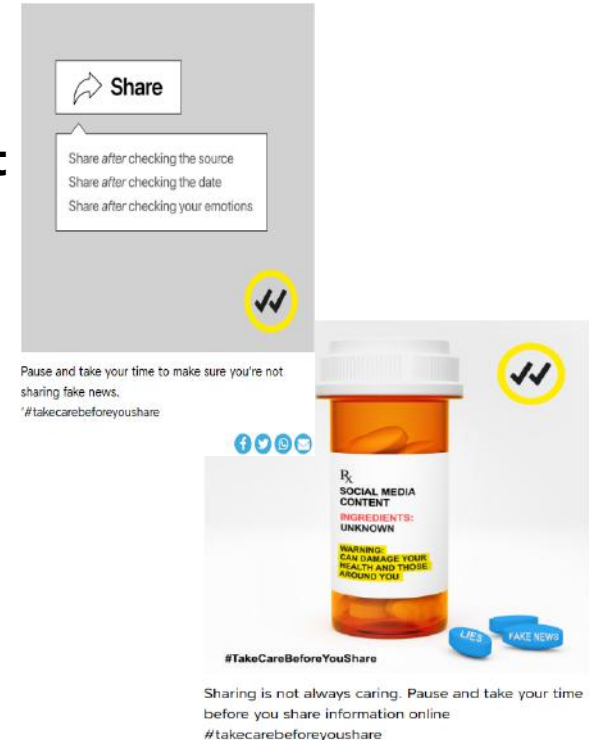 Share
Share after checking the source
Share after checking the date
Share after checking your emotions
Pause and take your time to make sure you're not
sharing fake news.
'#takecarebeforeyoushare
Rx
SOCIAL MEDIA
CONTENT
INGREDIENTS:
UNKNOWN
WARNING:
CAN DAMAGE YOUR
HEALTH AND THOSE
AROUND YOU
LIES
FAKE NEWS
#TakeCareBeforeYouShare
Sharing is not always caring. Pause and take your time
before you share information online
#takecarebeforeyoushare